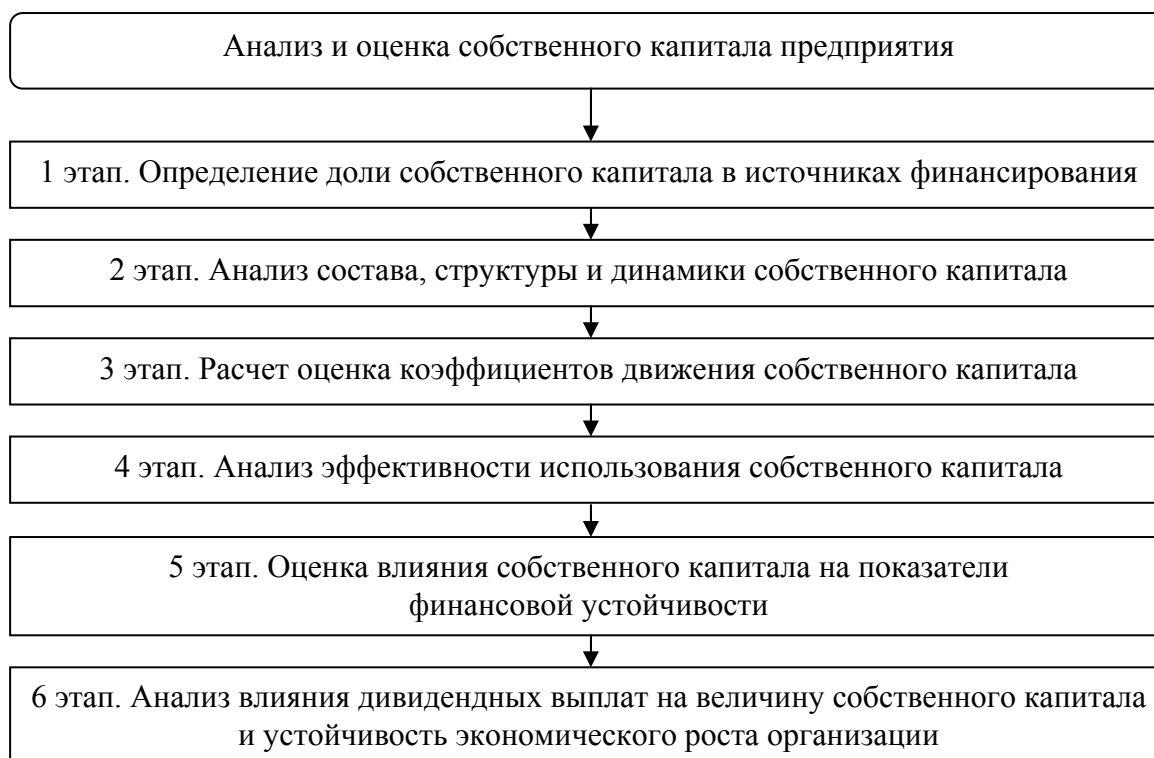 Анализ и оценка собственного капитала предприятия
1 этап. Определение доли собственного капитала в источниках финансирования
2 этап. Анализ состава, структуры и динамики собственного капитала
3 этап. Расчет оценка коэффициентов движения собственного капитала
4 этап. Анализ эффективности использования собственного капитала
5 этап. Оценка влияния собственного капитала на показатели
финансовой устойчивости
6 этап. Анализ влияния дивидендных выплат на величину собственного капитала
и устойчивость экономического роста организации